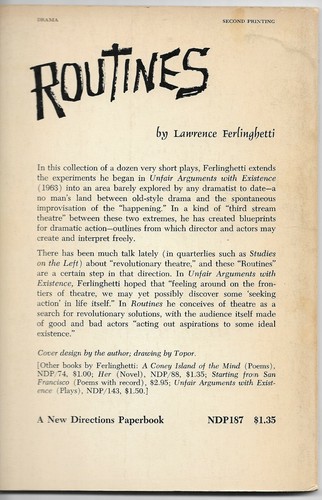 DRAMA SECOND PRINTING
ROUTINES
by Lawrence Ferlinghetti
In this collection of a dozen very short plays, Ferlinghetti extends
the experiments he began in Unfair Arguments with Existence
(1963) into an area barely explored by any dramatist to date—a
no man's land between old-style drama and the spontaneous
improvisation of the "happening." In a kind of "third stream
theatre" between these two extremes, he has created blueprints
for dramatic action—outlines from which director and actors may
create and interpret freely.
There has been much talk lately (in quarterlies such as Studies
on the Left) about "revolutionary theatre," and these "Routines"
are a certain step in that direction. In Unfair Arguments with
Existence, Ferlinghetti hoped that "feeling around on the fron-
tiers of theatre, we may yet possibly discover some 'seeking
action' in life itself." In Routines he conceives of theatre as a
search for revolutionary solutions, with the audience itself made
of good and bad actors "acting out aspirations to some ideal
existence."
Cover design by the author; drawing by Topor.
[Other books by Ferlinghetti: A Coney Island of the Mind (Poems),
NDP/74, $1.00; Her (Novel), NDP/88, $1.35; Starting from San
Francisco (Poems with record), $2.95; Unfair Arguments with Exist-
ence (Plays), NDP/143, $1.50.]
A New Directions Paperbook NDP187 $1.35